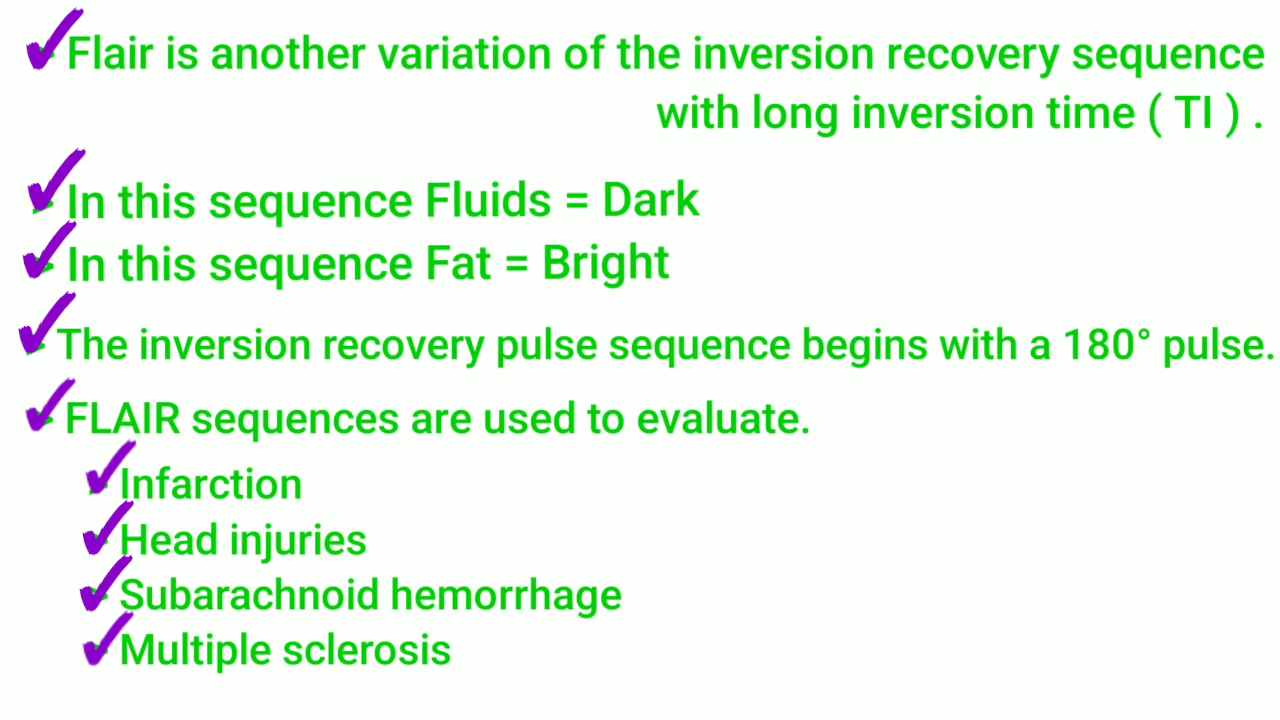 Flair is another variation of the inversion recovery sequence
with long inversion time ( TI ) .
In this sequence Fluids = Dark
In this sequence Fat = Bright
The inversion recovery pulse sequence begins with a 180° pulse.
FLAIR sequences are used to evaluate.
Infarction
Head injuries
Subarachnoid hemorrhage
Multiple sclerosis